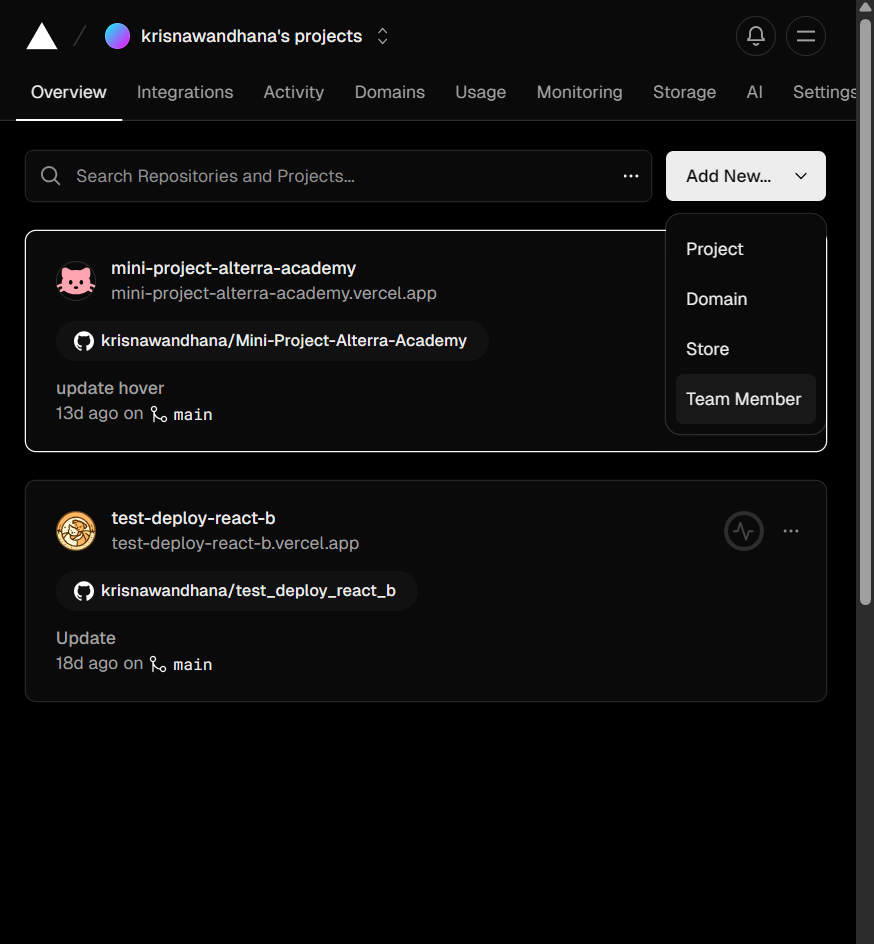 krisnawandhana's projects
Overview Integrations Activity Domains Usage Monitoring Storage AI Settings
Search Repositories and Projects...
Add New...
Project
Domain
Store
Team Member
mini-project-alterra-academy
mini-project-alterra-academy.vercel.app
krisnawandhana/Mini-Project-Alterra-Academy
update hover
13d ago on main
test-deploy-react-b
test-deploy-react-b.vercel.app
krisnawandhana/test_deploy_react_b
Update
18d ago on main